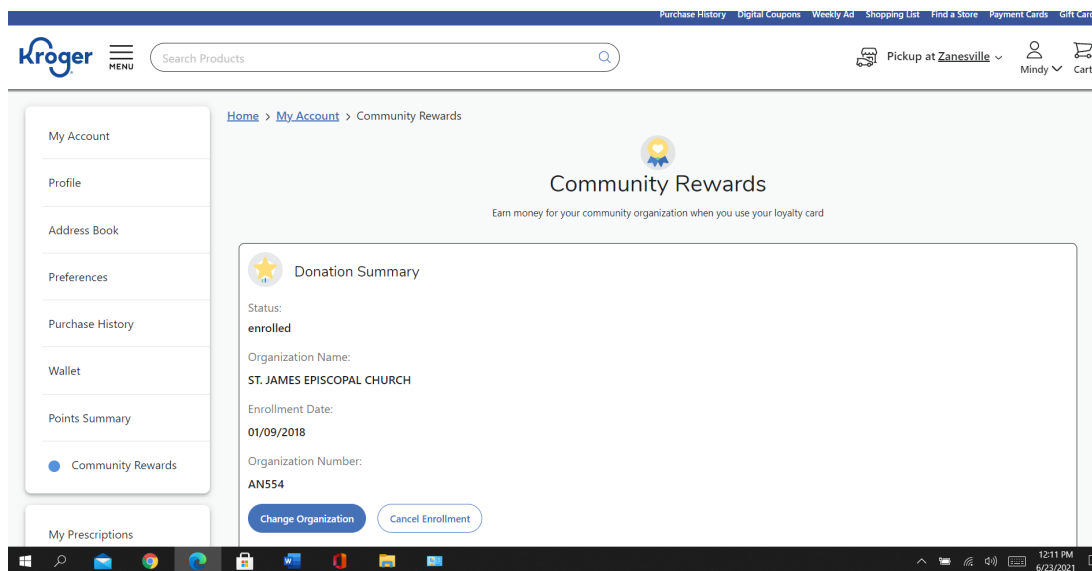 Purchase History Digital Coupons Weekly Ad Shopping List Find a Store Payment Cards Gift Card
Kroger
MENU
Search Products
Pickup at Zanesville
Mindy
Cart
Home > My Account > Community Rewards
My Account
Profile
Address Book
Preferences
Purchase History
Wallet
Points Summary
Community Rewards
My Prescriptions
Community Rewards
Earn money for your community organization when you use your loyalty card
Donation Summary
Status:
enrolled
Organization Name:
ST. JAMES EPISCOPAL CHURCH
Enrollment Date:
01/09/2018
Organization Number:
AN554
Change Organization
Cancel Enrollment
12:11 PM
6/23/2021